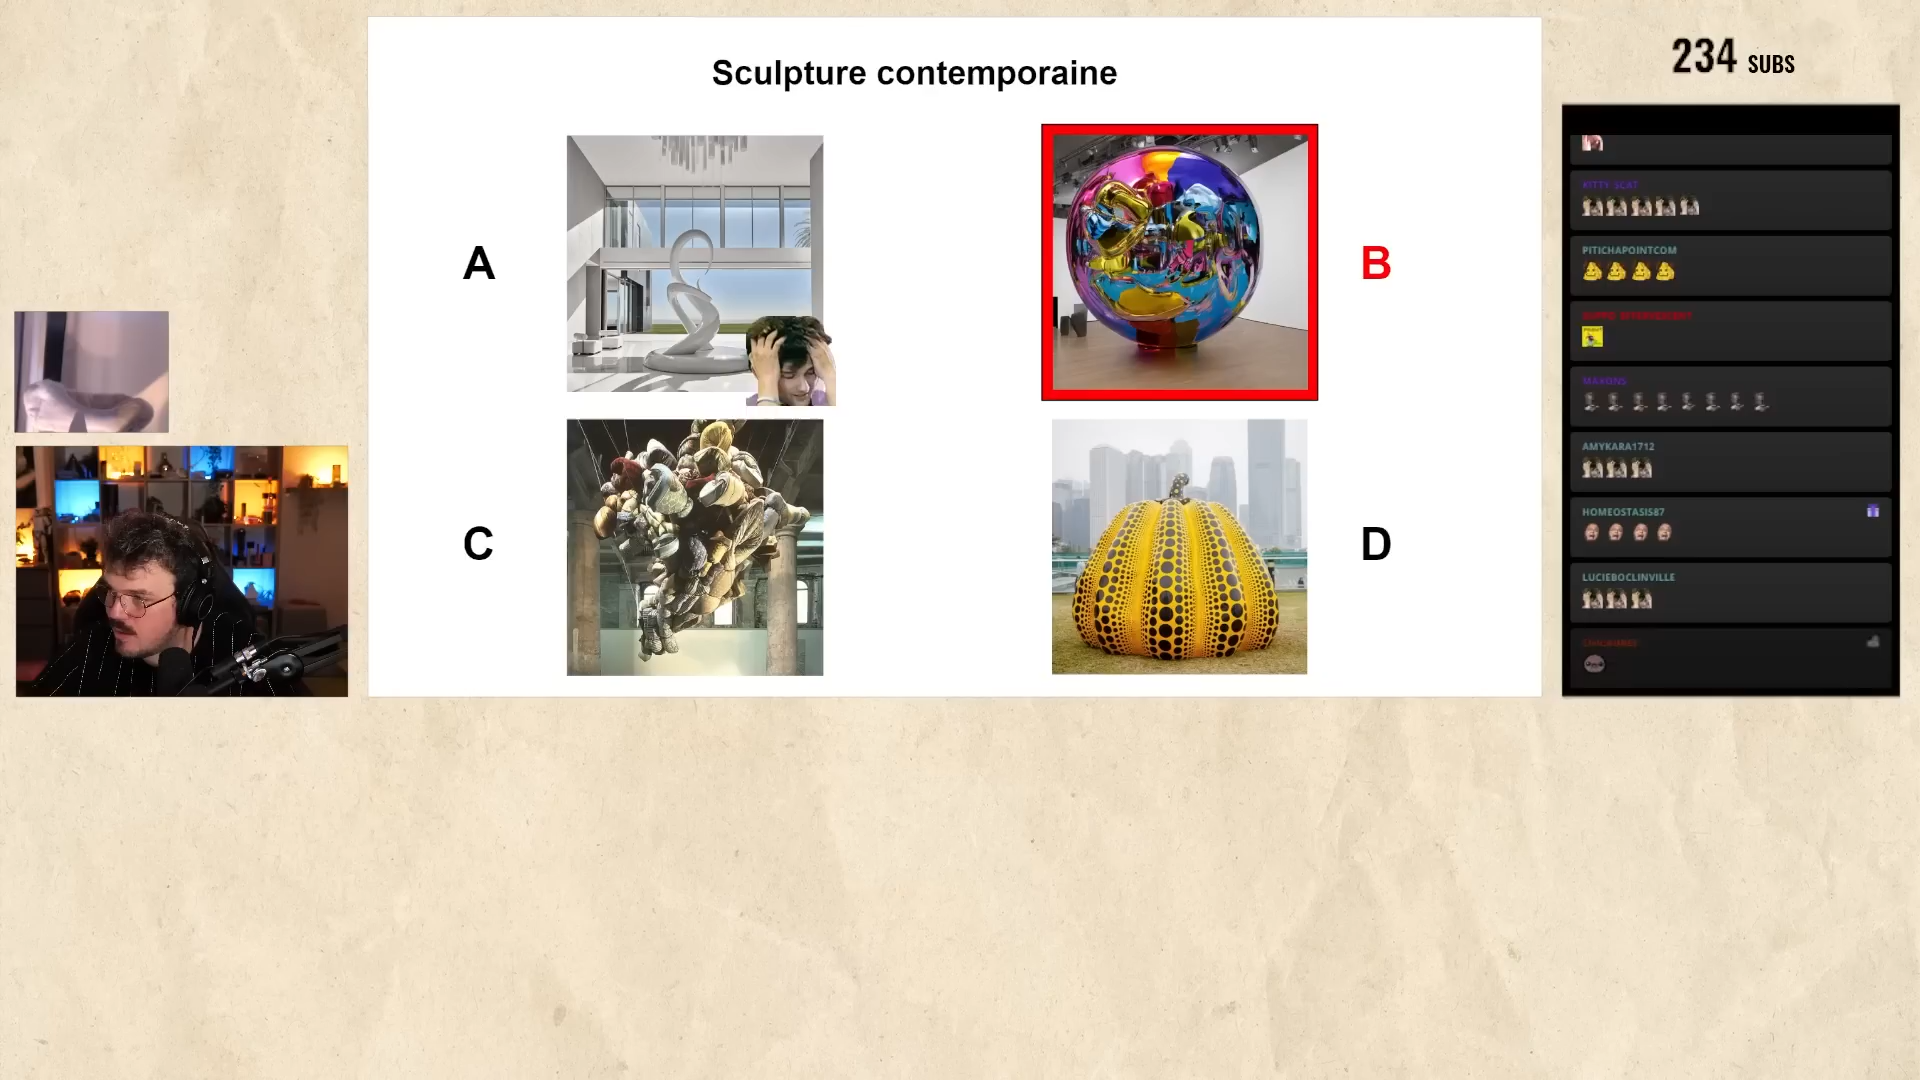 Sculpture contemporaine
A
B
C
D
234 SUBS
KITTY SCAT
PITICHAPOINTCOM
AMYKARA1712
HOMEOSTASIS87
LUCIEBOCLINVILLE